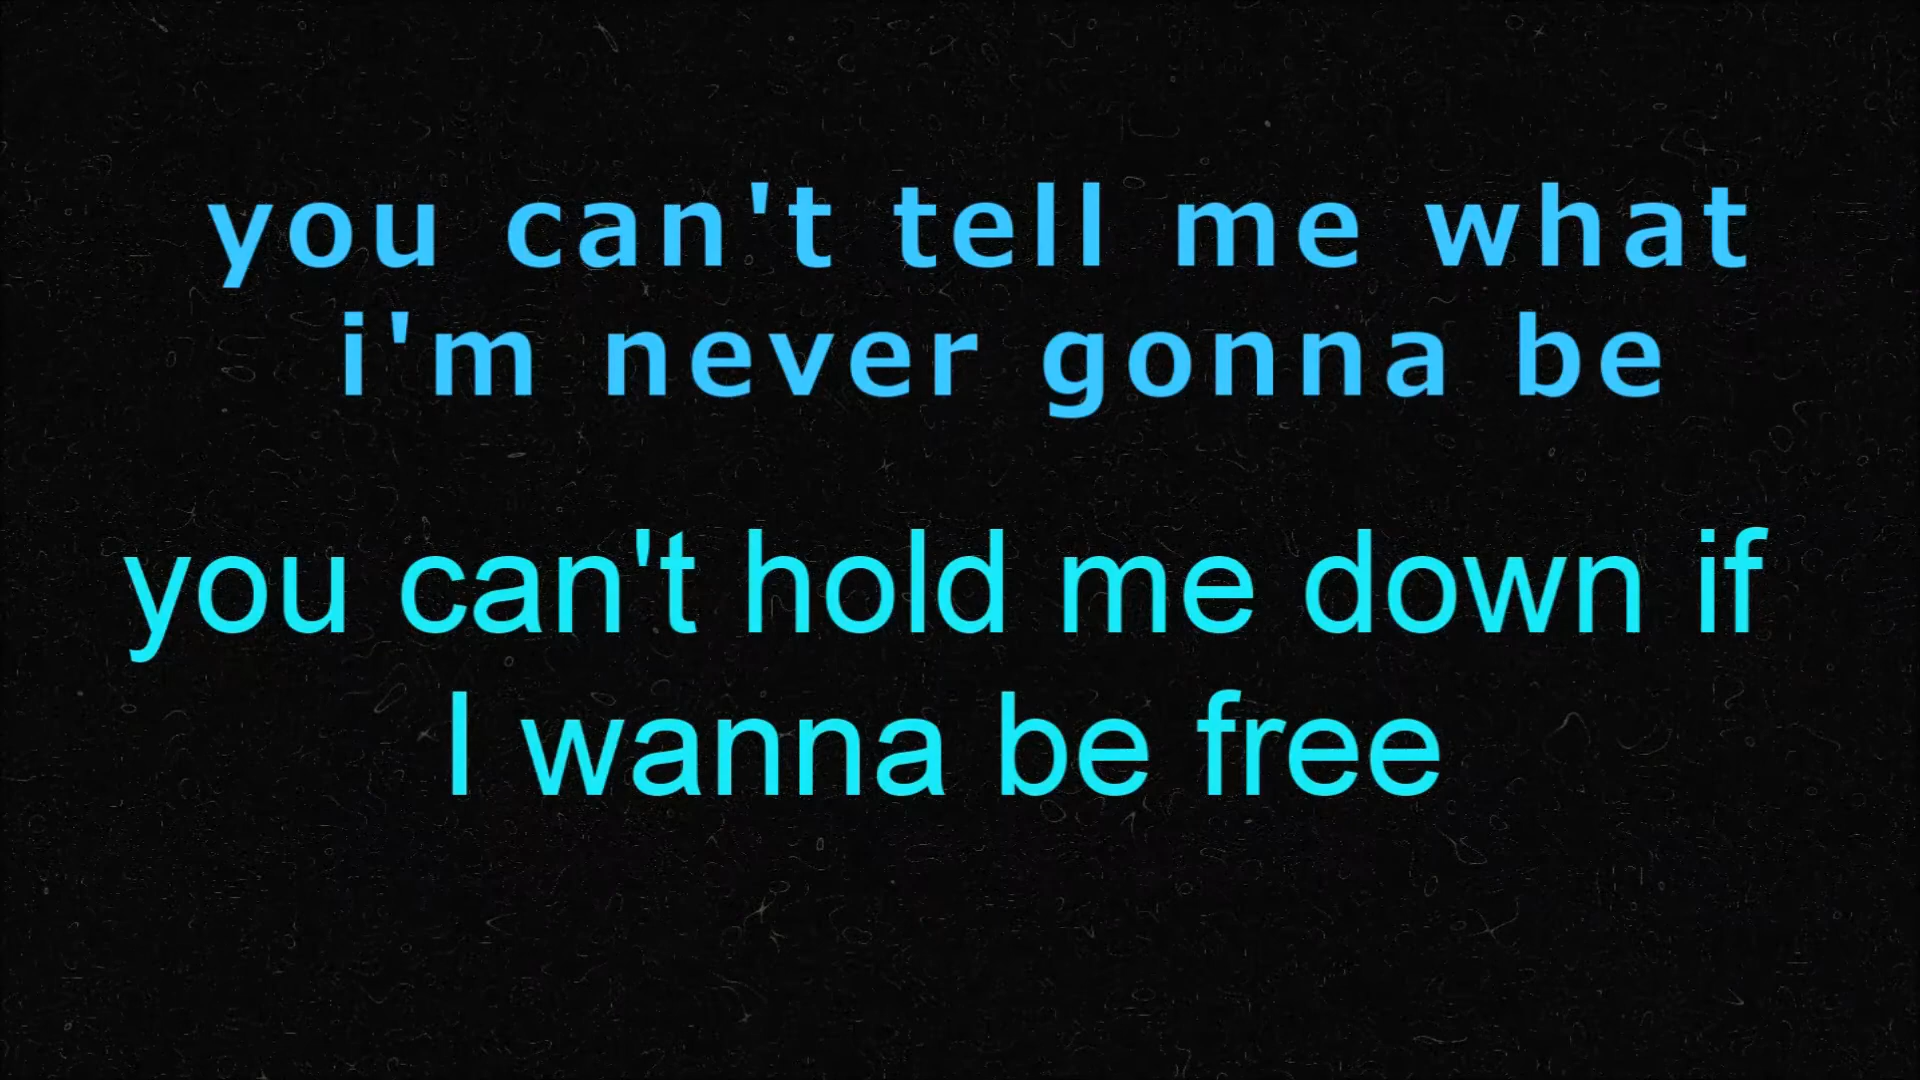 you can't tell me what
i'm never gonna be
you can't hold me down if
I wanna be free